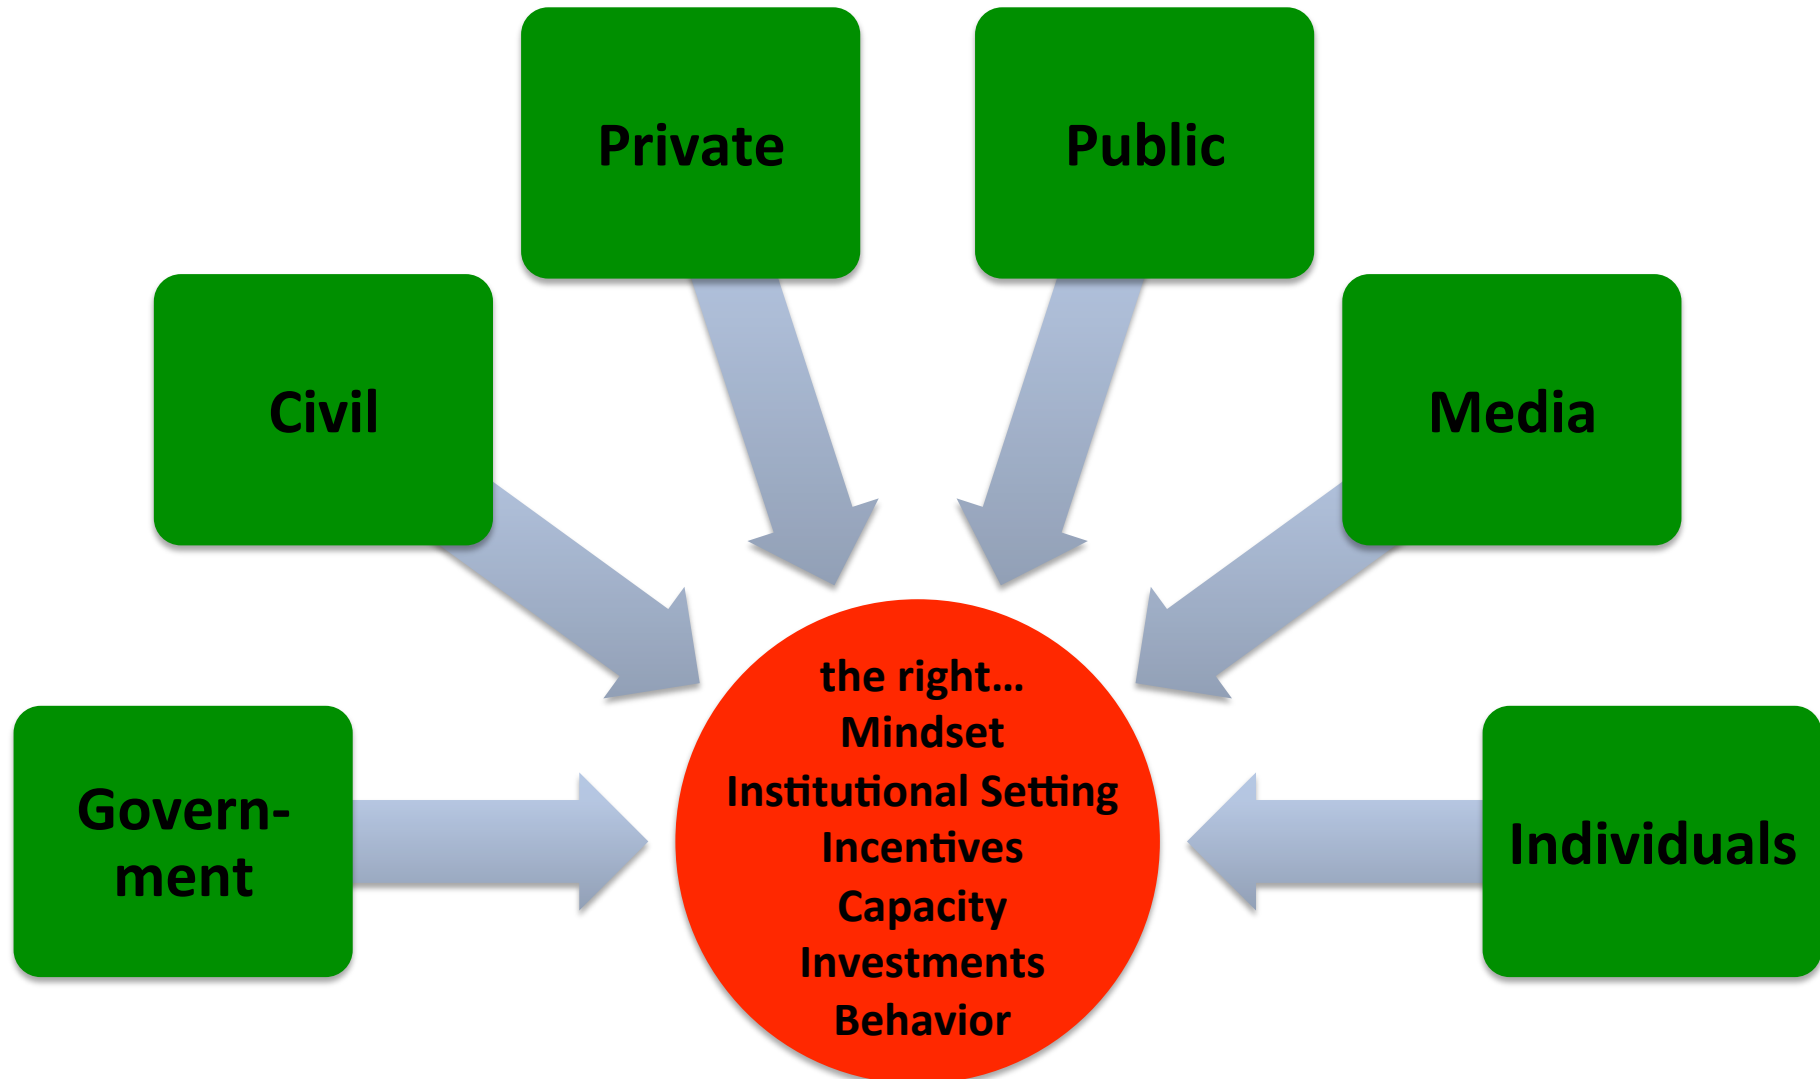 Private
Public
Civil
Media
the right...
Mindset
Institutional Setting
Incentives
Capacity
Investments
Behavior
Govern-
ment
Individuals